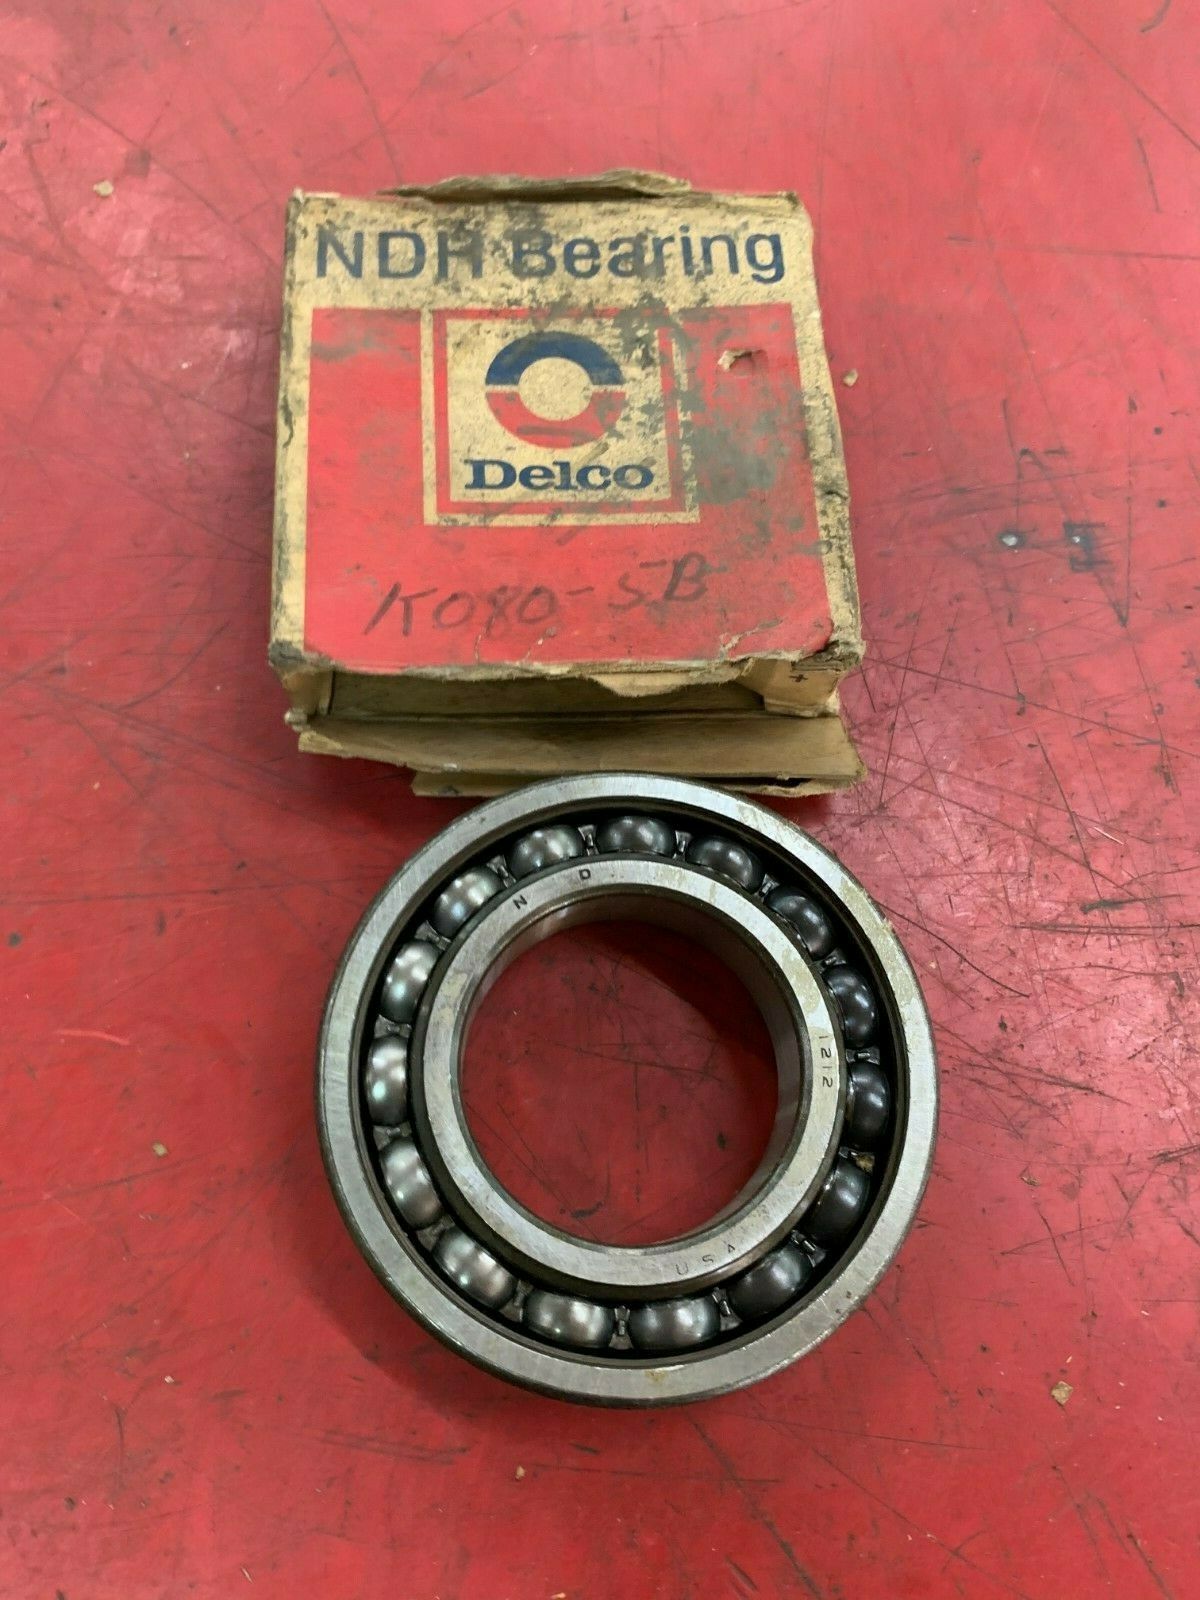 NDH Bearing
Delco
K080-5B
N D
1212
USA